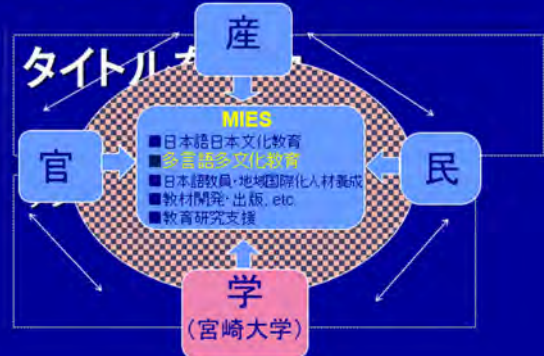 産
タイトルを
MIES
■日本語日本文化教育
■多言語多文化教育
■日本語教員・地域国際化人材養成
■教材開発・出版, etc.
■教育研究支援
官
民
学
(宮崎大学)